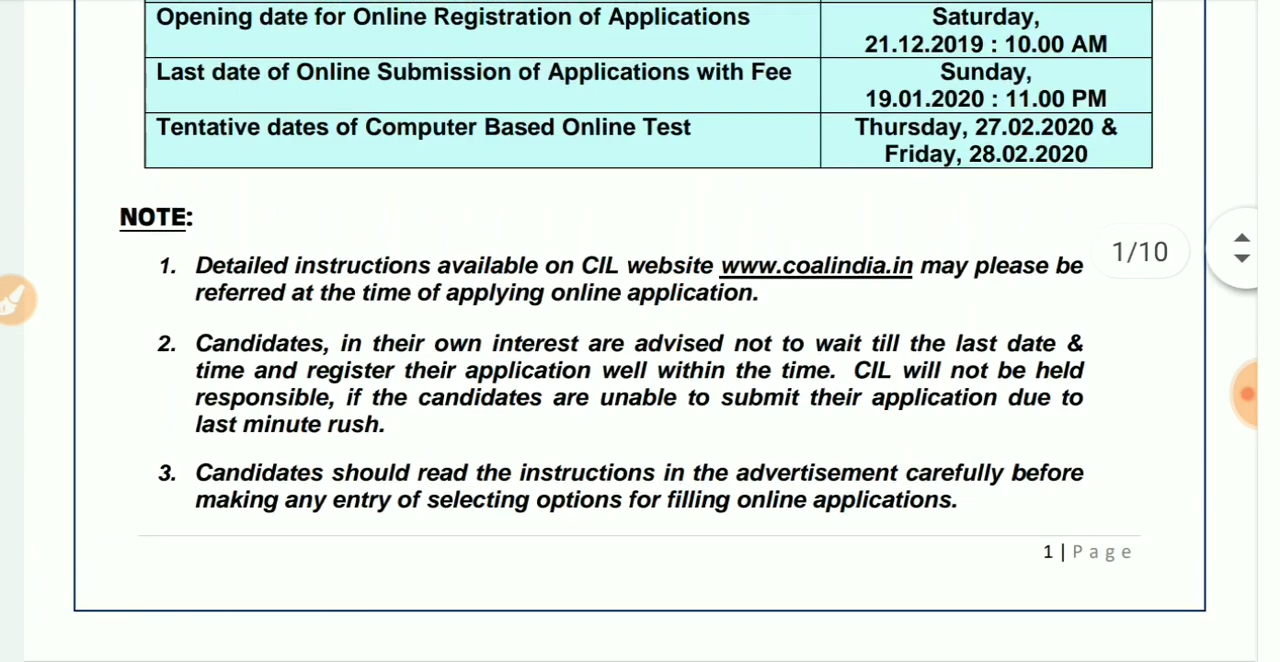 Opening date for Online Registration of Applications
Saturday,
21.12.2019 : 10.00 AM
Last date of Online Submission of Applications with Fee
Sunday,
19.01.2020 : 11.00 PM
Tentative dates of Computer Based Online Test
Thursday, 27.02.2020 &
Friday, 28.02.2020
NOTE:
1/10
1. Detailed instructions available on CIL website www.coalindia.in may please be
referred at the time of applying online application.
2. Candidates, in their own interest are advised not to wait till the last date &
time and register their application well within the time. CIL will not be held
responsible, if the candidates are unable to submit their application due to
last minute rush.
3. Candidates should read the instructions in the advertisement carefully before
making any entry of selecting options for filling online applications.
1 | P a g e